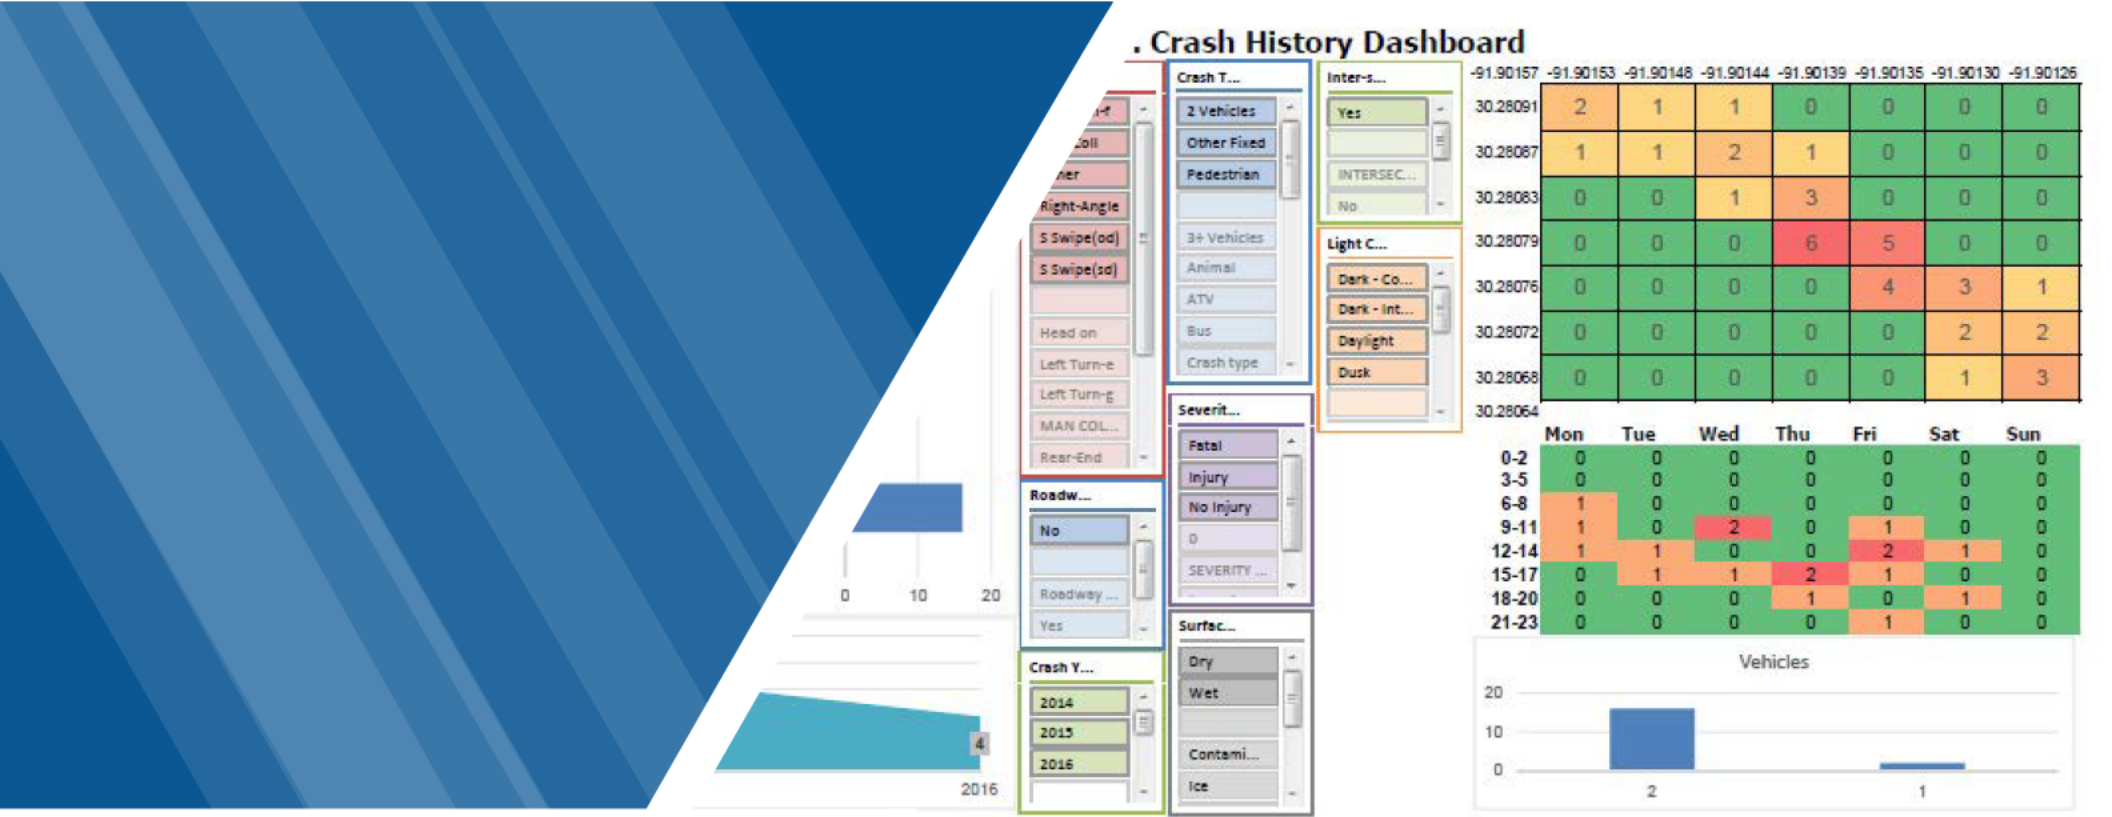 . Crash History Dashboard
Right-Angle
S Swipe(od)
S Swipe(sd)
Head on
Left Turn-e
Left Turn-g
MAN COL...
Rear-End
Roadw...
No
Roadway ...
Yes
Crash Y...
2014
2015
2016
Crash T...
2 Vehicles
Other Fixed
Pedestrian
3+ Vehicles
Animal
ATV
Bus
Crash type
Severit...
Fatal
Injury
No Injury
0
SEVERITY ...
Surfac...
Dry
Wet
Contami...
Ice
Inter-s...
Yes
INTERSEC...
No
Light C...
Dark - Co...
Dark - Int...
Daylight
Dusk
-91.90157 -91.90153 -91.90148 -91.90144 -91.90139 -91.90135 -91.90130 -91.90126
30.28091 2 1 1 0 0 0 0
30.28087 1 1 2 1 0 0 0
30.28083 0 0 1 3 0 0 0
30.28079 0 0 0 6 5 0 0
30.28076 0 0 0 0 4 3 1
30.28072 0 0 0 0 0 2 2
30.28068 0 0 0 0 0 1 3
30.28064
Mon Tue Wed Thu Fri Sat Sun
0-2 0 0 0 0 0 0 0
3-5 0 0 0 0 0 0 0
6-8 1 0 0 0 0 0 0
9-11 1 0 2 0 1 0 0
12-14 1 1 0 0 2 1 0
15-17 0 1 1 2 1 0 0
18-20 0 0 0 1 0 1 0
21-23 0 0 0 0 1 0 0
Vehicles
20
10
0
2 1
0 10 20
4
2016